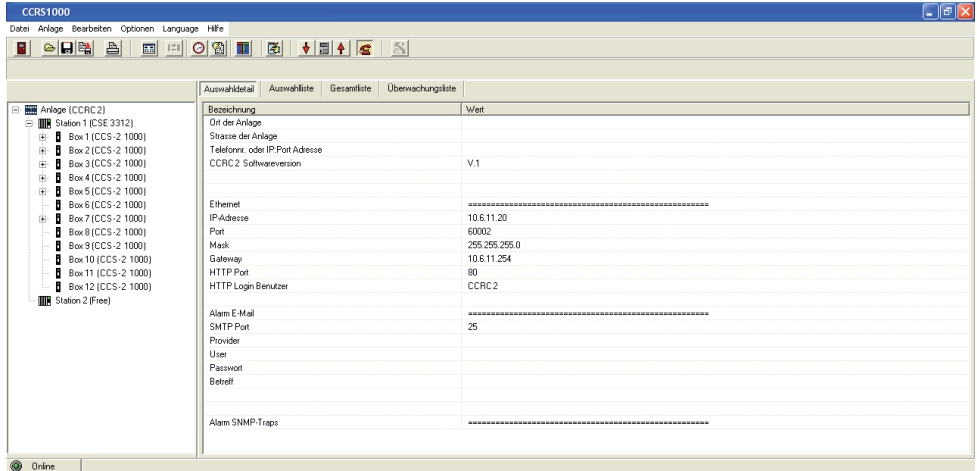 CCRS1000
Datei Anlage Bearbeiten Optionen Language Hilfe
Auswahldetail Auswahlliste Gesamtliste Überwachungsliste
Anlage (CCRC2)
Station 1 (CSE 3312)
Box 1 (CCS-2 1000)
Box 2 (CCS-2 1000)
Box 3 (CCS-2 1000)
Box 4 (CCS-2 1000)
Box 5 (CCS-2 1000)
Box 6 (CCS-2 1000)
Box 7 (CCS-2 1000)
Box 8 (CCS-2 1000)
Box 9 (CCS-2 1000)
Box 10 (CCS-2 1000)
Box 11 (CCS-2 1000)
Box 12 (CCS-2 1000)
Station 2 (Free)
Bezeichnung Wert
Ort der Anlage
Strasse der Anlage
Telefonnr. oder IP:Port Adresse
CCRC2 Softwareversion V.1
Ethernet =====================================================
IP-Adresse 10.6.11.20
Port 60002
Mask 255.255.255.0
Gateway 10.6.11.254
HTTP Port 80
HTTP Login Benutzer CCRC2
Alarm E-Mail =====================================================
SMTP Port 25
Provider
User
Passwort
Betreff
Alarm SNMP-Traps =====================================================
Online